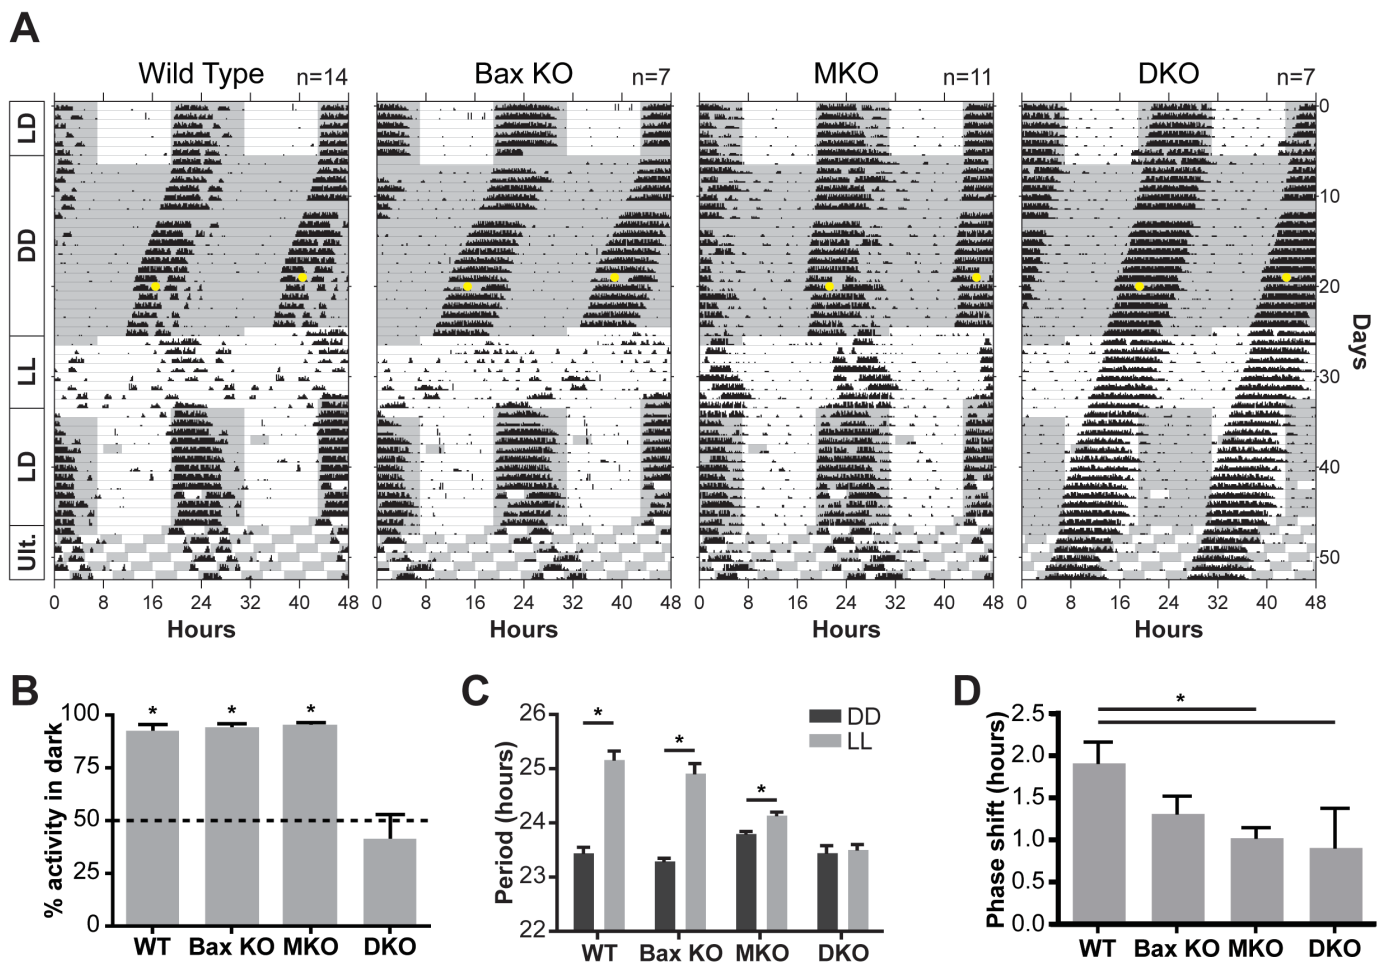 A
Wild Type n=14 Bax KO n=7 MKO n=11 DKO n=7
LD
DD
LL
LD
Ult.
0
10
20
30
40
50
Days
0 8 16 24 32 40 48 0 8 16 24 32 40 48 0 8 16 24 32 40 48 0 8 16 24 32 40 48
Hours Hours Hours Hours
B
% activity in dark
100
75
50
25
0
* * *
WT Bax KO MKO DKO
C
Period (hours)
26
25
24
23
22
* * *
DD
LL
WT Bax KO MKO DKO
D
Phase shift (hours)
2.5
2.0
1.5
1.0
0.5
0.0
*
WT Bax KO MKO DKO